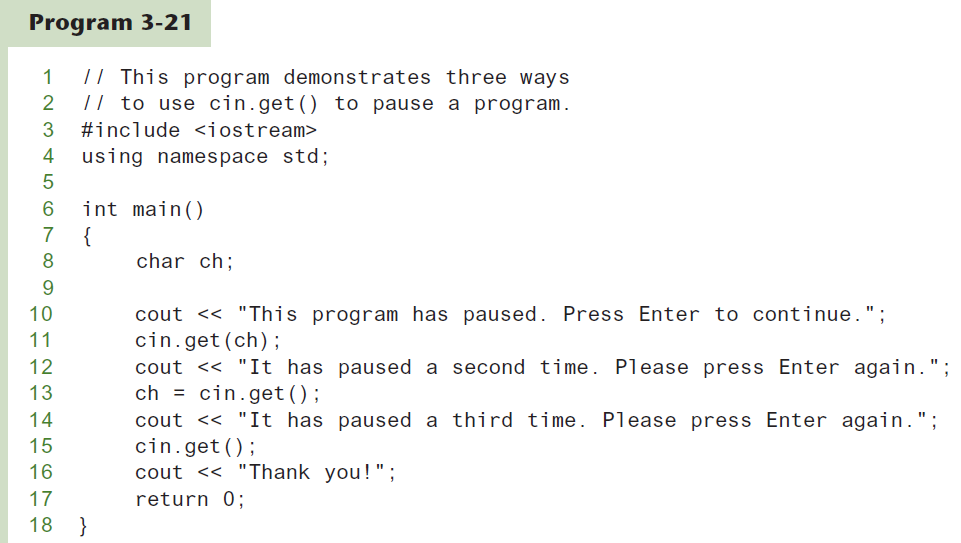 Program 3-21
1 // This program demonstrates three ways
2 // to use cin.get() to pause a program.
3 #include <iostream>
4 using namespace std;
5
6 int main()
7 {
8 char ch;
9
10 cout << "This program has paused. Press Enter to continue.";
11 cin.get(ch);
12 cout << "It has paused a second time. Please press Enter again.";
13 ch = cin.get();
14 cout << "It has paused a third time. Please press Enter again.";
15 cin.get();
16 cout << "Thank you!";
17 return 0;
18 }